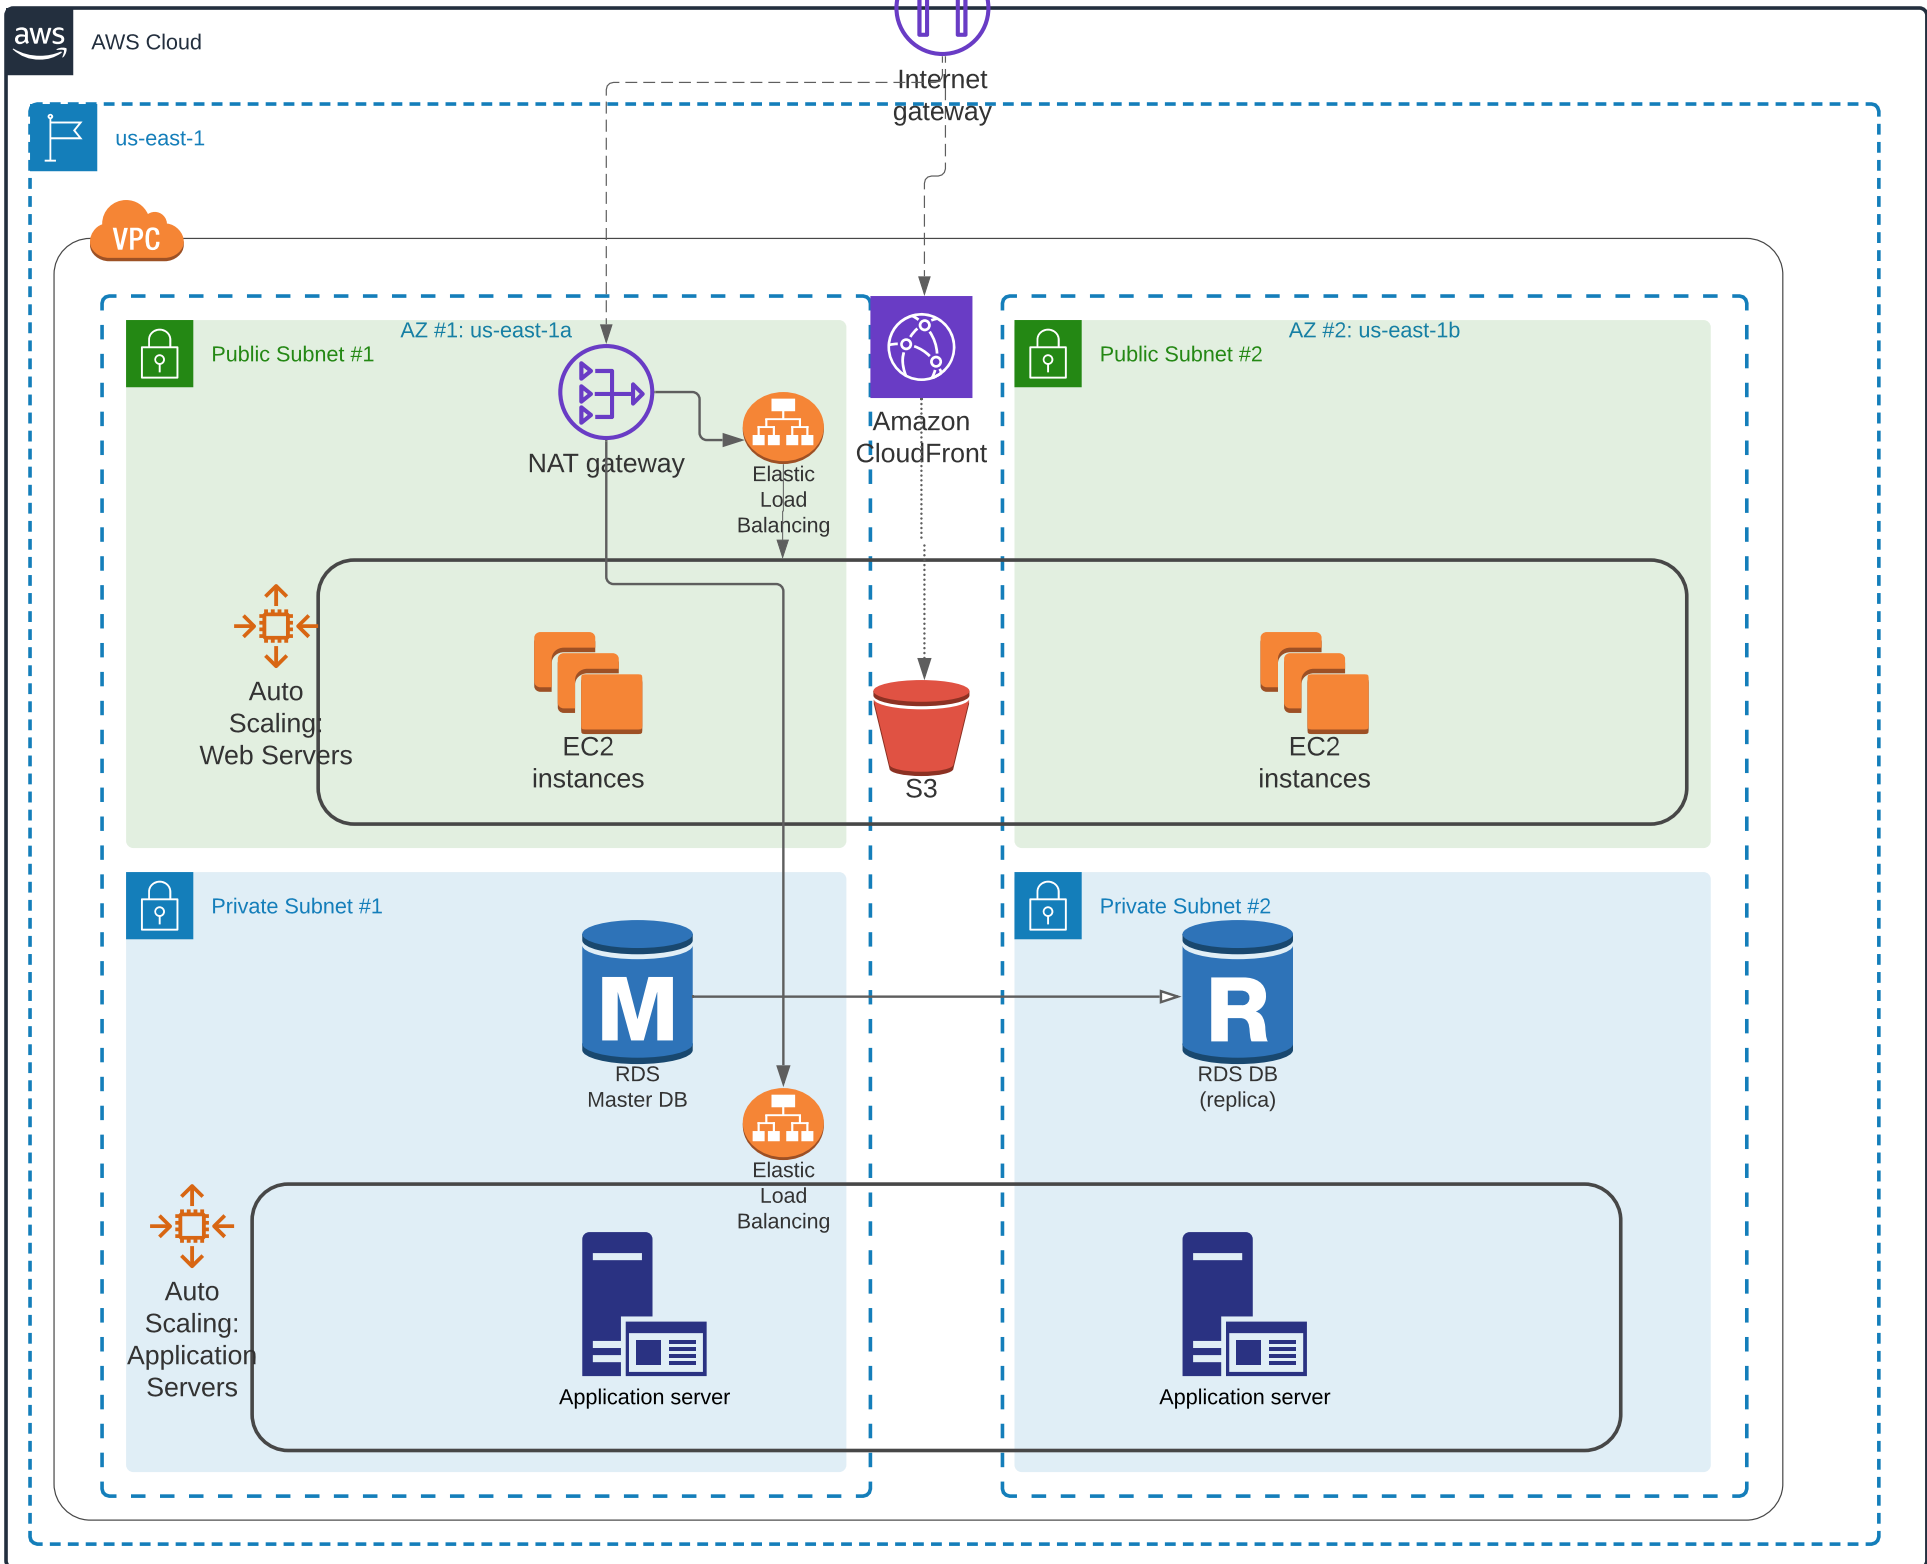 aws
AWS Cloud
Internet
gateway
us-east-1
VPC
AZ #1: us-east-1a
AZ #2: us-east-1b
Public Subnet #1
Public Subnet #2
Amazon
CloudFront
NAT gateway
Elastic
Load
Balancing
Auto
Scaling:
Web Servers
EC2
instances
S3
EC2
instances
Private Subnet #1
Private Subnet #2
M
R
RDS
Master DB
RDS DB
(replica)
Elastic
Load
Balancing
Auto
Scaling:
Application
Servers
Application server
Application server